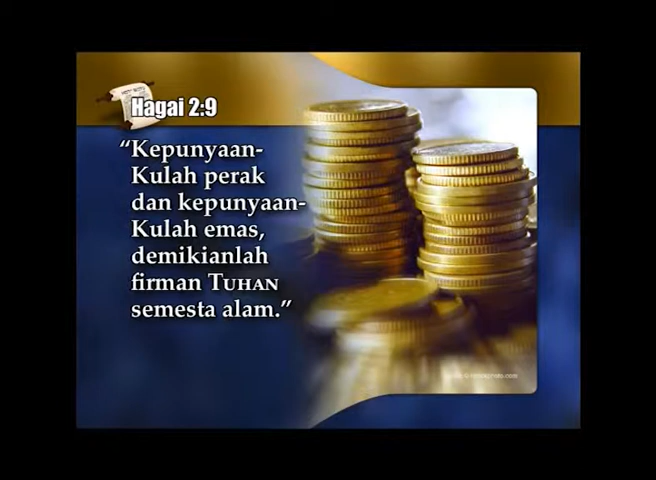 Hagai 2:9
“Kepunyaan-
Kulah perak
dan kepunyaan-
Kulah emas,
demikianlah
firman TUHAN
semesta alam.”